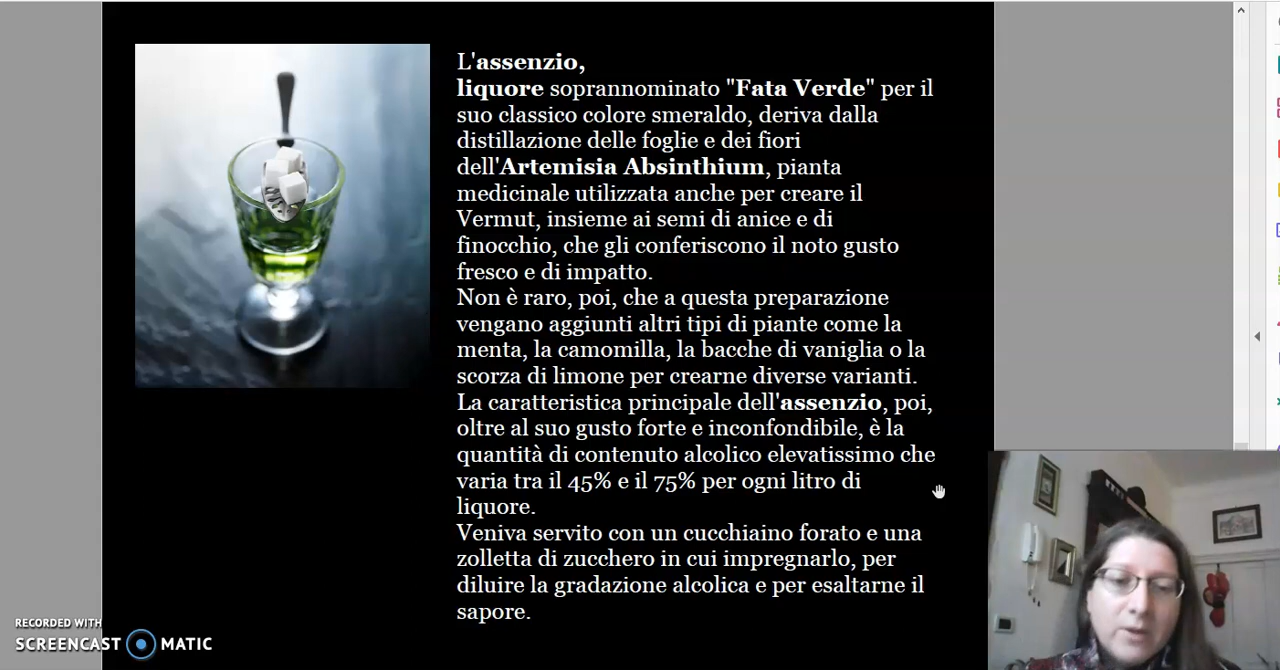 L'assenzio,
liquore soprannominato "Fata Verde" per il
suo classico colore smeraldo, deriva dalla
distillazione delle foglie e dei fiori
dell'Artemisia Absinthium, pianta
medicinale utilizzata anche per creare il
Vermut, insieme ai semi di anice e di
finocchio, che gli conferiscono il noto gusto
fresco e di impatto.
Non è raro, poi, che a questa preparazione
vengano aggiunti altri tipi di piante come la
menta, la camomilla, la bacche di vaniglia o la
scorza di limone per crearne diverse varianti.
La caratteristica principale dell'assenzio, poi,
oltre al suo gusto forte e inconfondibile, è la
quantità di contenuto alcolico elevatissimo che
varia tra il 45% e il 75% per ogni litro di
liquore.
Veniva servito con un cucchiaino forato e una
zolletta di zucchero in cui impregnarlo, per
diluire la gradazione alcolica e per esaltarne il
sapore.
RECORDED WITH
SCREENCAST MATIC